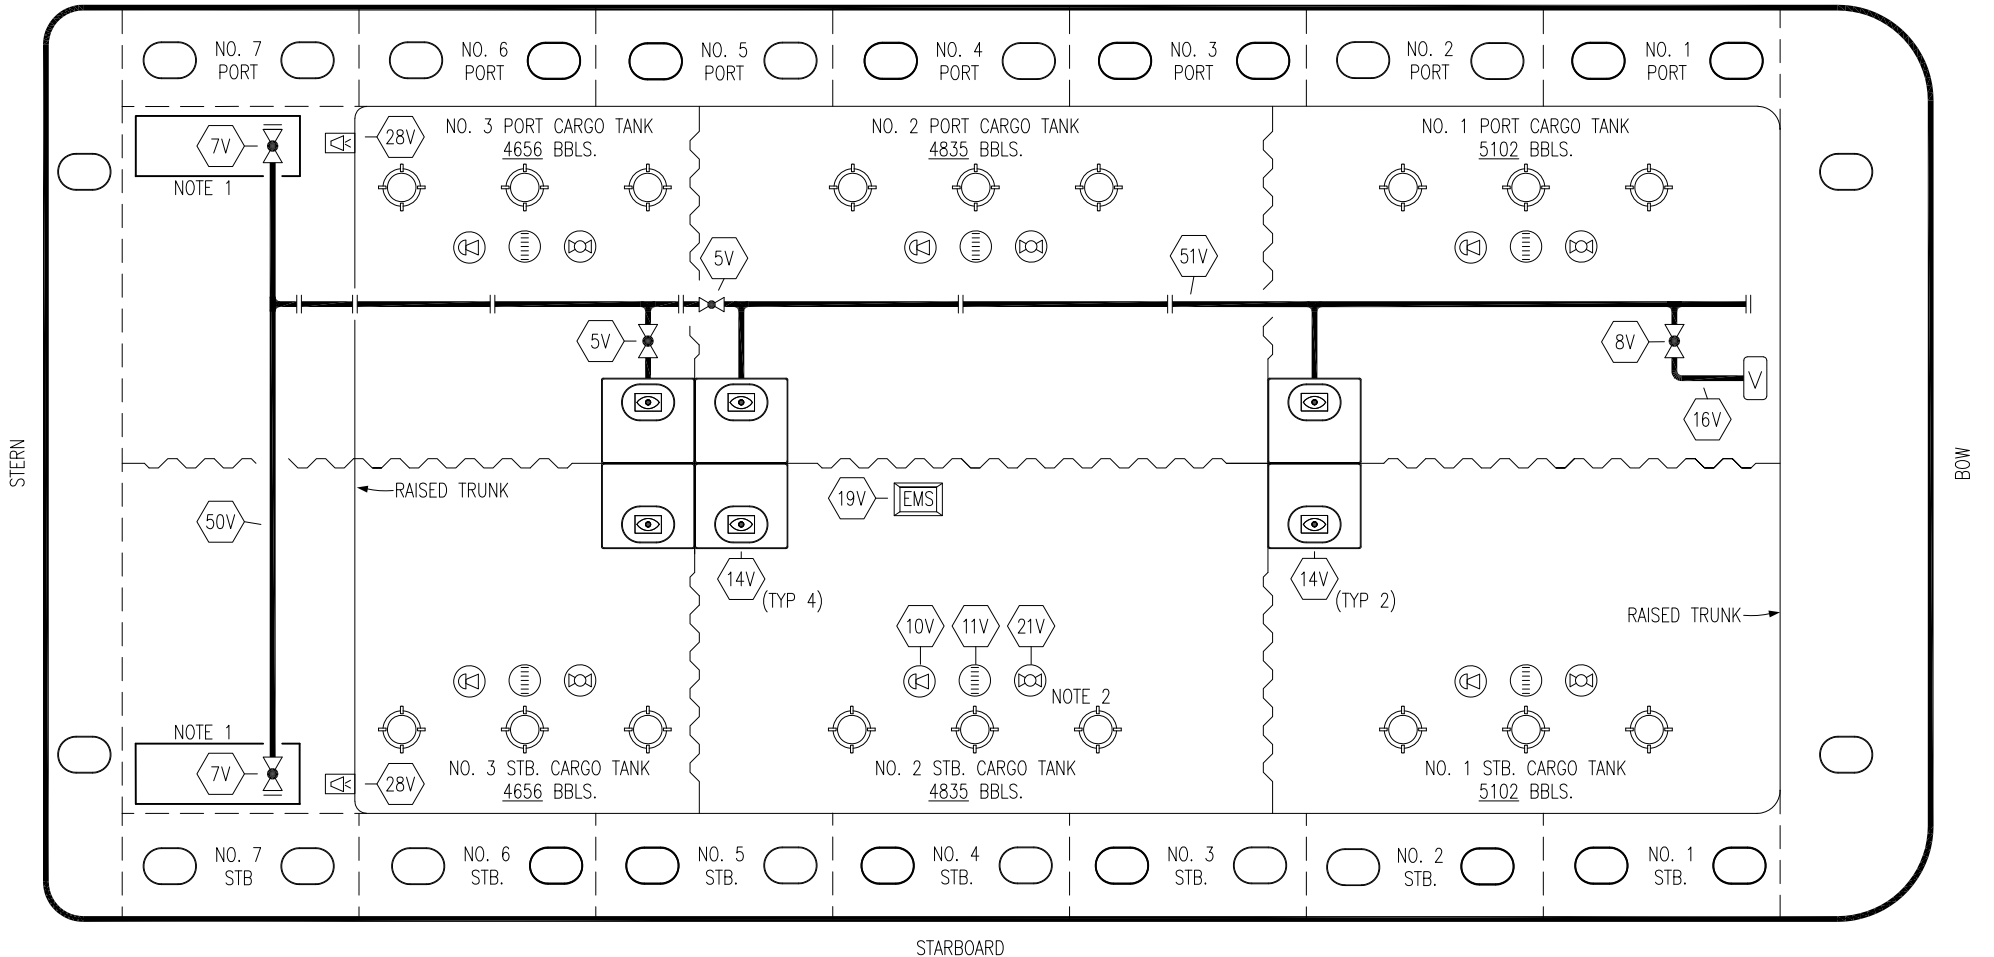 NO. 7
PORT
NO. 6
PORT
NO. 5
PORT
NO. 4
PORT
NO. 3
PORT
NO. 2
PORT
NO. 1
PORT
7V
NOTE 1
28V
NO. 3 PORT CARGO TANK
4656 BBLS.
NO. 2 PORT CARGO TANK
4835 BBLS.
NO. 1 PORT CARGO TANK
5102 BBLS.
5V
51V
5V
8V
V
16V
STERN
BOW
RAISED TRUNK
50V
19V
EMS
14V
(TYP 4)
14V
(TYP 2)
RAISED TRUNK
10V
11V
21V
NOTE 2
NOTE 1
7V
28V
NO. 3 STB. CARGO TANK
4656 BBLS.
NO. 2 STB. CARGO TANK
4835 BBLS.
NO. 1 STB. CARGO TANK
5102 BBLS.
NO. 7
STB
NO. 6
STB.
NO. 5
STB.
NO. 4
STB.
NO. 3
STB.
NO. 2
STB.
NO. 1
STB.
STARBOARD